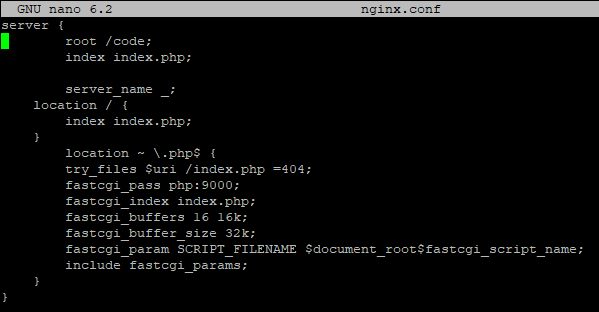 GNU nano 6.2 nginx.conf
server {
root /code;
index index.php;
server_name _;
location / {
index index.php;
}
location ~ \.php$ {
try_files $uri /index.php =404;
fastcgi_pass php:9000;
fastcgi_index index.php;
fastcgi_buffers 16 16k;
fastcgi_buffer_size 32k;
fastcgi_param SCRIPT_FILENAME $document_root$fastcgi_script_name;
include fastcgi_params;
}
}